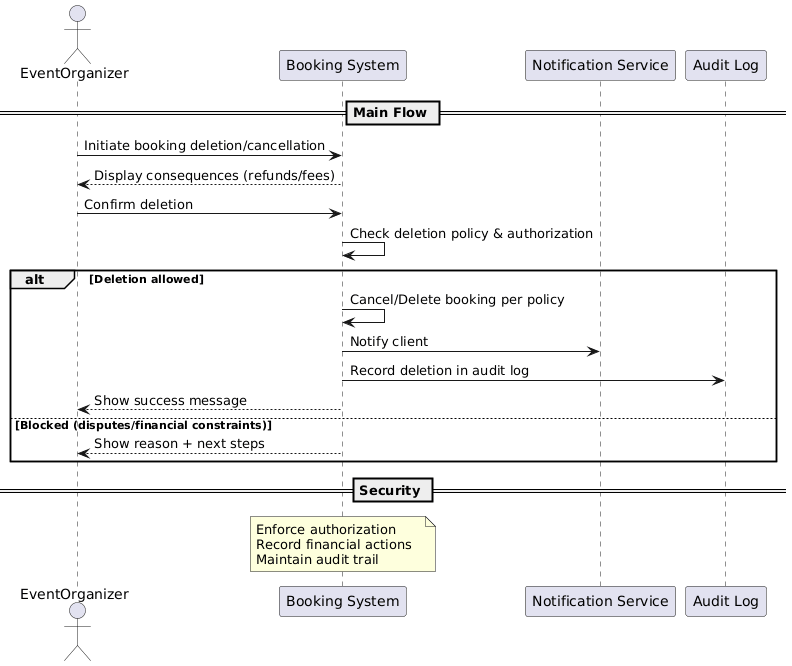 EventOrganizer
Booking System
Notification Service
Audit Log
Main Flow
Initiate booking deletion/cancellation
Display consequences (refunds/fees)
Confirm deletion
Check deletion policy & authorization
alt
[Deletion allowed]
Cancel/Delete booking per policy
Notify client
Record deletion in audit log
Show success message
[Blocked (disputes/financial constraints)]
Show reason + next steps
Security
Enforce authorization
Record financial actions
Maintain audit trail
EventOrganizer
Booking System
Notification Service
Audit Log